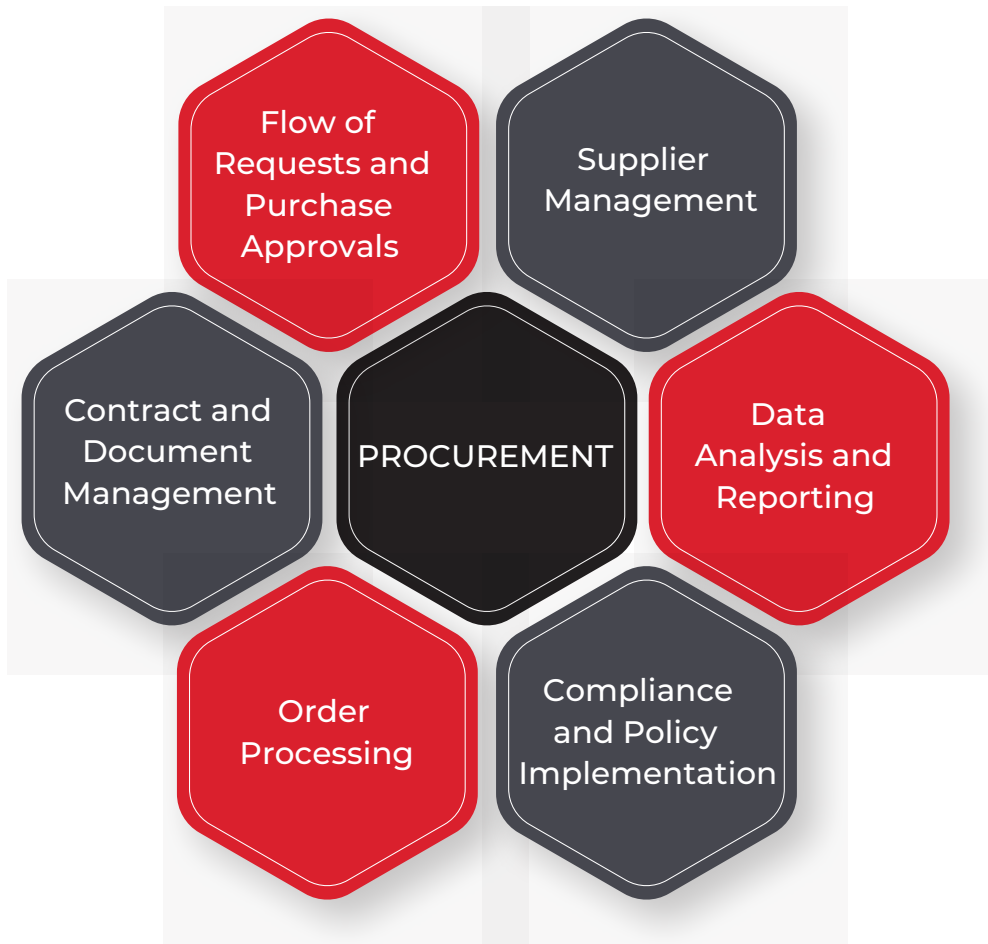 Flow of
Requests and
Purchase
Approvals
Supplier
Management
Contract and
Document
Management
PROCUREMENT
Data
Analysis and
Reporting
Order
Processing
Compliance
and Policy
Implementation